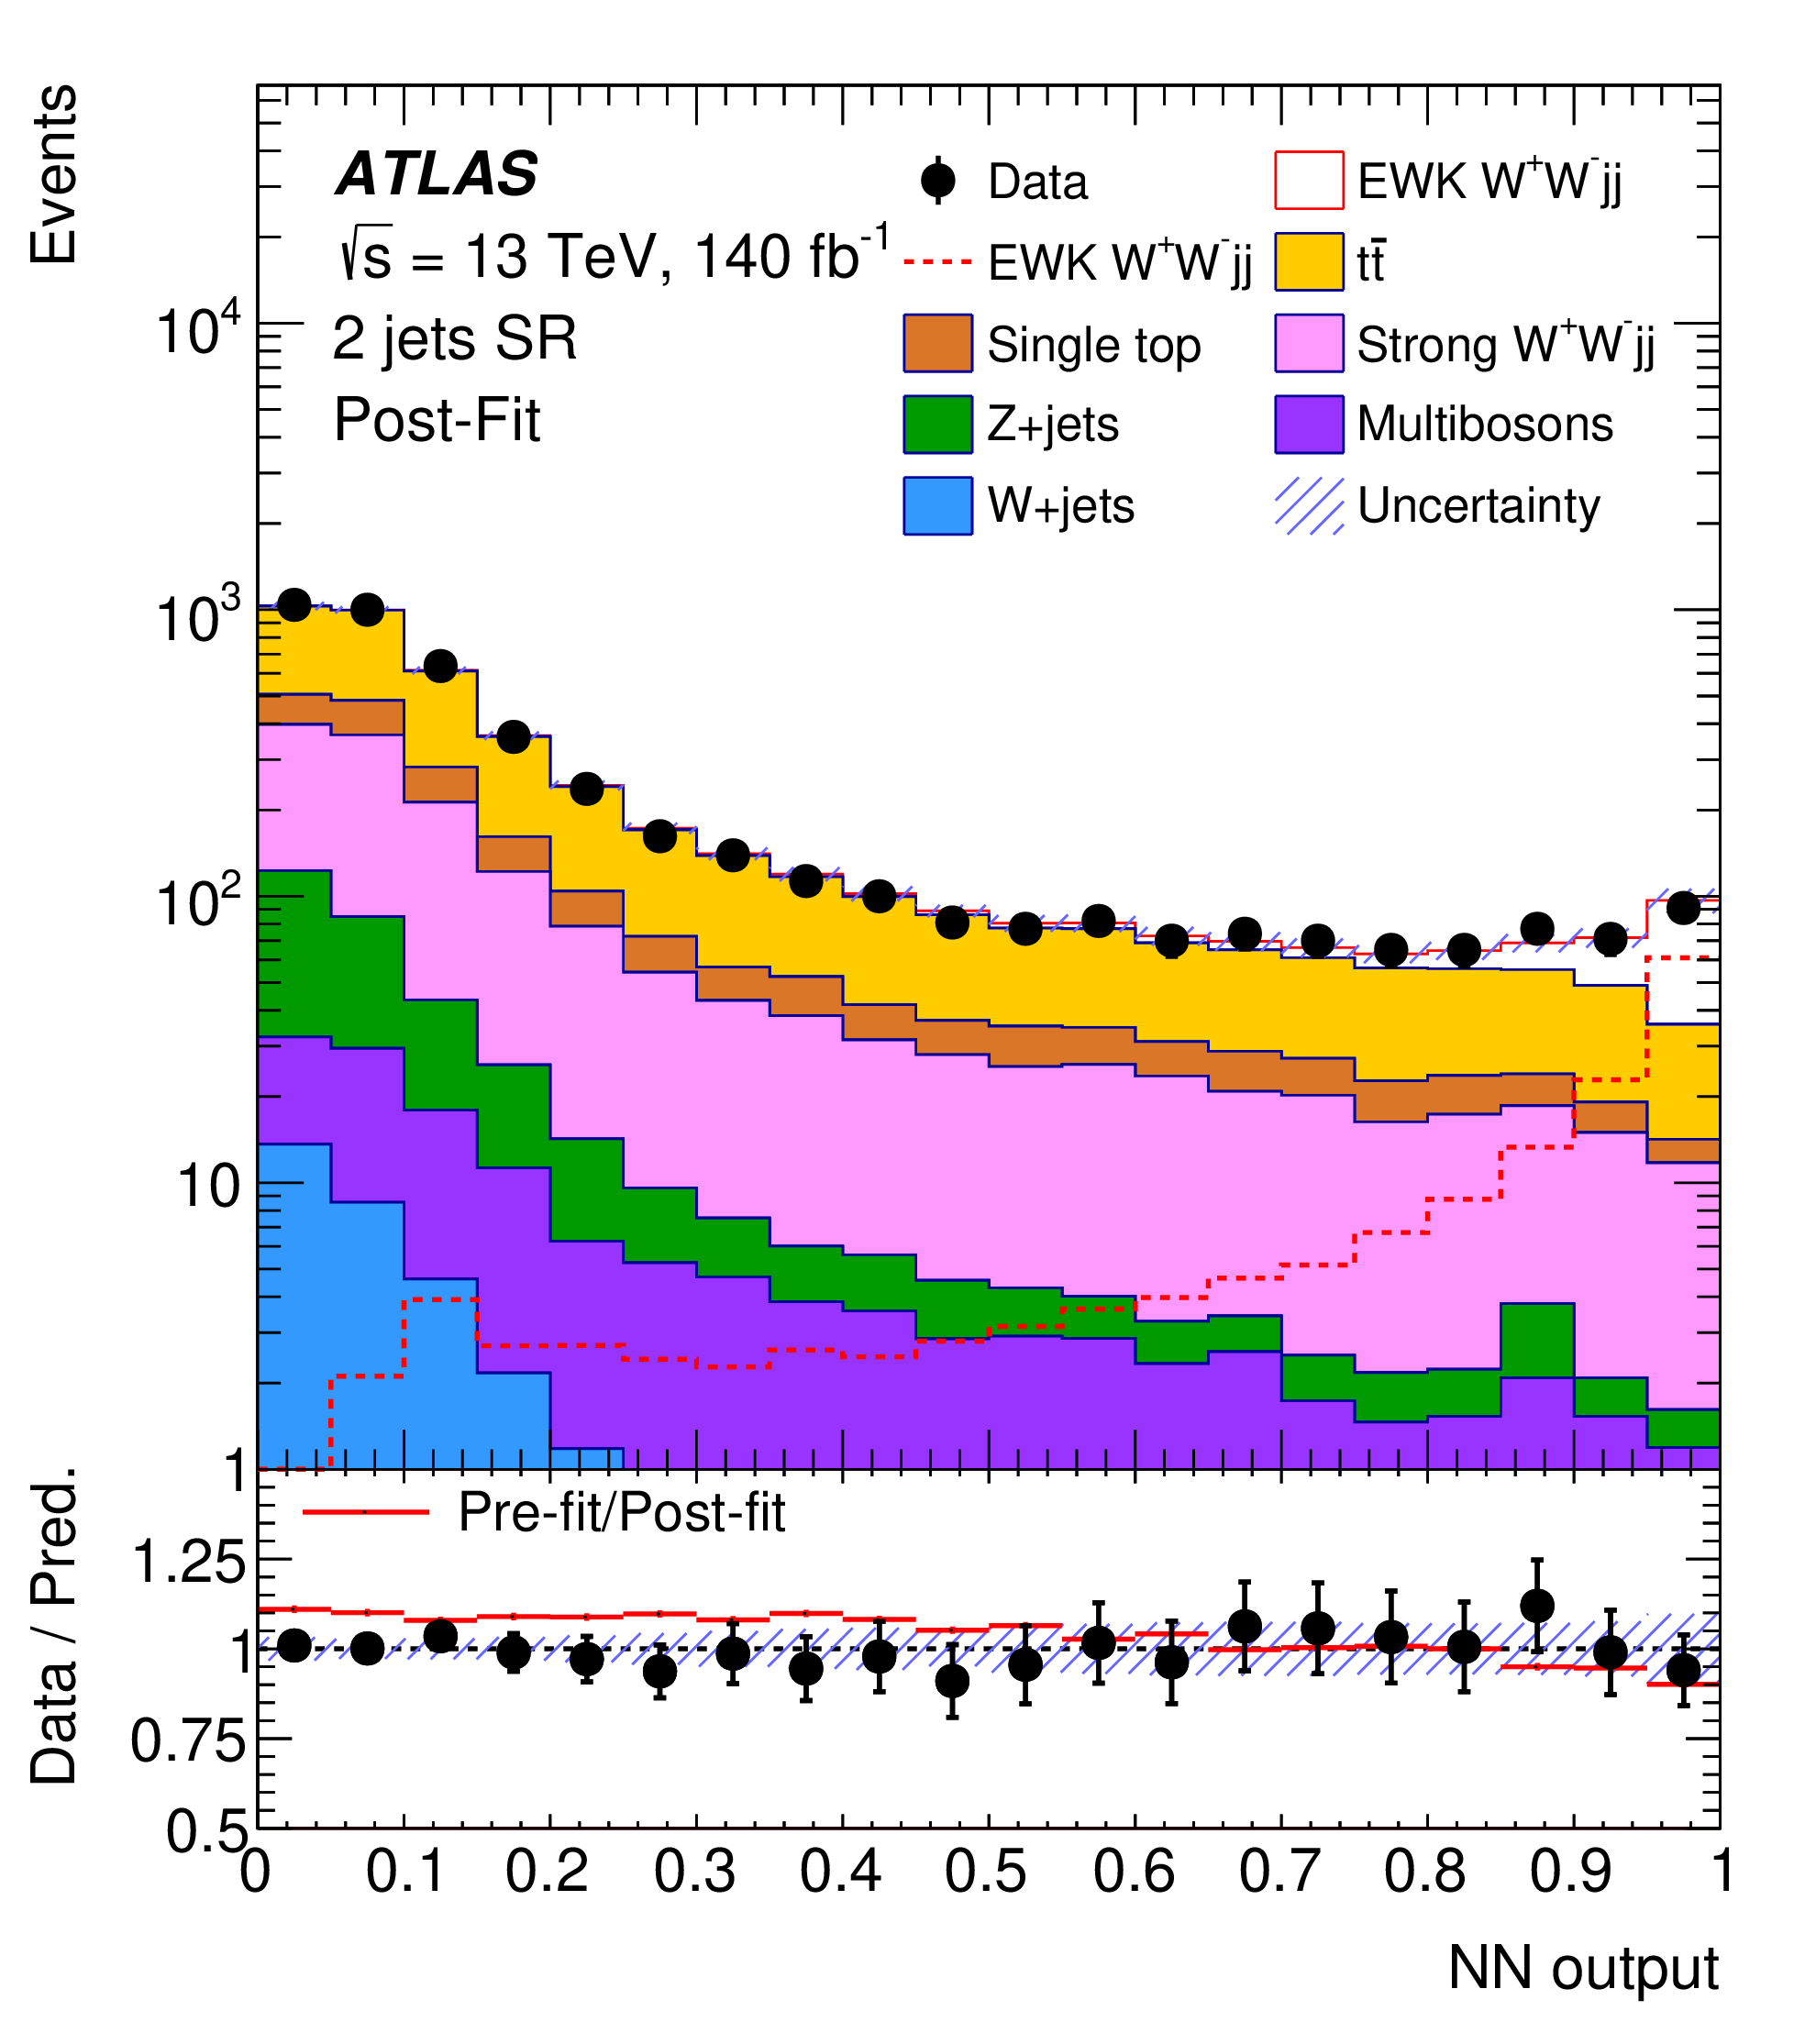 Events
ATLAS
√s = 13 TeV, 140 fb⁻¹
2 jets SR
Post-Fit
Data
EWK W⁺W⁻jj
EWK W⁺W⁻jj
tt̄
Single top
Strong W⁺W⁻jj
Z+jets
Multibosons
W+jets
Uncertainty
10⁴
10³
10²
10
1
Data / Pred.
Pre-fit/Post-fit
1.25
1
0.75
0.5
0 0.1 0.2 0.3 0.4 0.5 0.6 0.7 0.8 0.9 1
NN output